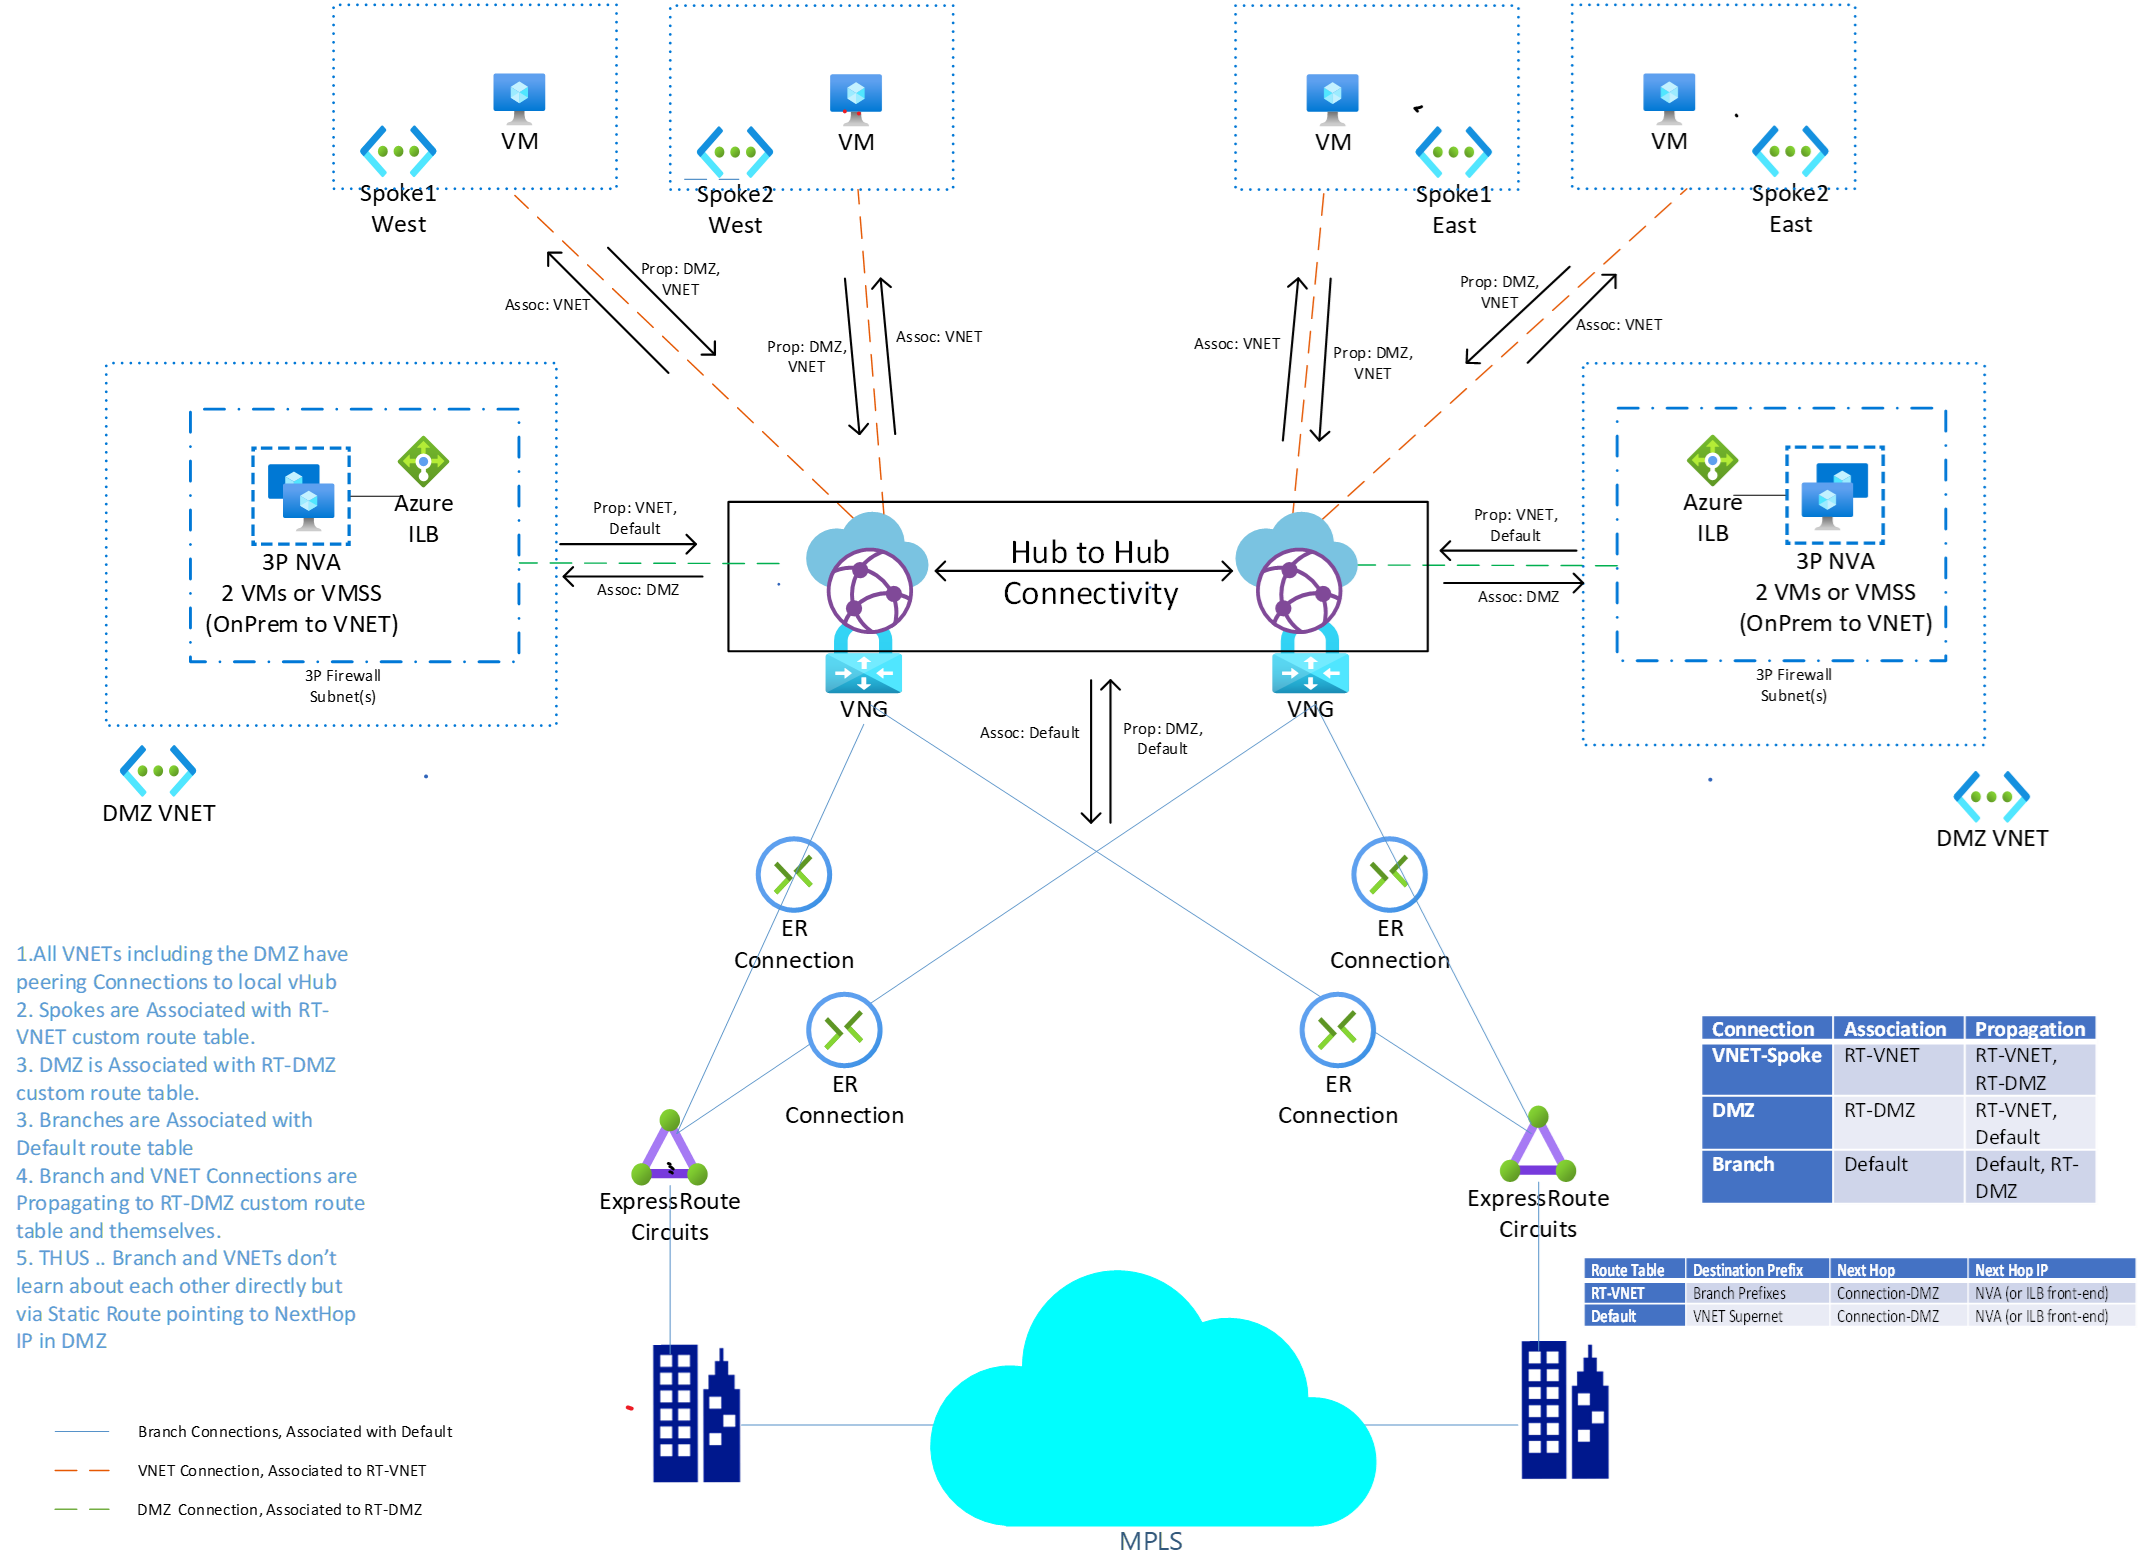 VM
Spoke1
West
VM
Spoke2
West
VM
Spoke1
East
VM
Spoke2
East
Prop: DMZ,
VNET
Assoc: VNET
Prop: DMZ,
VNET
Assoc: VNET
Assoc: VNET
Prop: DMZ,
VNET
Prop: DMZ,
VNET
Assoc: VNET
Azure
ILB
3P NVA
2 VMs or VMSS
(OnPrem to VNET)
3P Firewall
Subnet(s)
DMZ VNET
Prop: VNET,
Default
Assoc: DMZ
Hub to Hub
Connectivity
Prop: VNET,
Default
Assoc: DMZ
Azure
ILB
3P NVA
2 VMs or VMSS
(OnPrem to VNET)
3P Firewall
Subnet(s)
DMZ VNET
VNG
VNG
Assoc: Default
Prop: DMZ,
Default
ER
Connection
ER
Connection
ER
Connection
ER
Connection
1.All VNETs including the DMZ have
peering Connections to local vHub
2. Spokes are Associated with RT-
VNET custom route table.
3. DMZ is Associated with RT-DMZ
custom route table.
3. Branches are Associated with
Default route table
4. Branch and VNET Connections are
Propagating to RT-DMZ custom route
table and themselves.
5. THUS .. Branch and VNETs don't
learn about each other directly but
via Static Route pointing to NextHop
IP in DMZ
ExpressRoute
Circuits
ExpressRoute
Circuits
Connection Association Propagation
VNET-Spoke RT-VNET RT-VNET,
RT-DMZ
DMZ RT-DMZ RT-VNET,
Default
Branch Default Default, RT-
DMZ
Route Table Destination Prefix Next Hop Next Hop IP
RT-VNET Branch Prefixes Connection-DMZ NVA (or ILB front-end)
Default VNET Supernet Connection-DMZ NVA (or ILB front-end)
Branch Connections, Associated with Default
VNET Connection, Associated to RT-VNET
DMZ Connection, Associated to RT-DMZ
MPLS